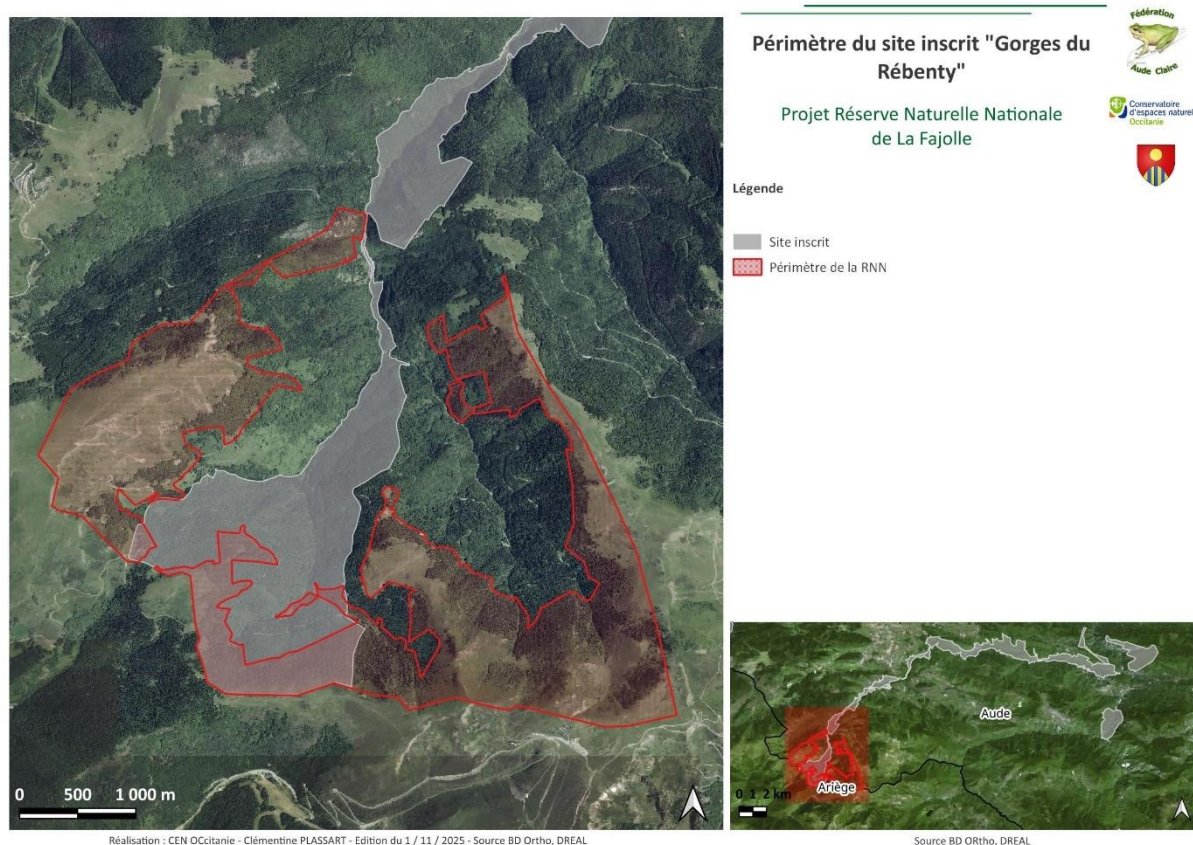 Périmètre du site inscrit "Gorges du
Rébenty"
Projet Réserve Naturelle Nationale
de La Fajolle
Fédération
Aude Claire
Conservatoire
d'espaces naturel
Occitanie
Légende
Site inscrit
Périmètre de la RNN
0 500 1 000 m
Aude
Ariège
0 1 2 km
Réalisation : CEN OCcitanie - Clémentine PLASSART - Edition du 1 / 11 / 2025 - Source BD Ortho, DREAL
Source BD ORtho, DREAL